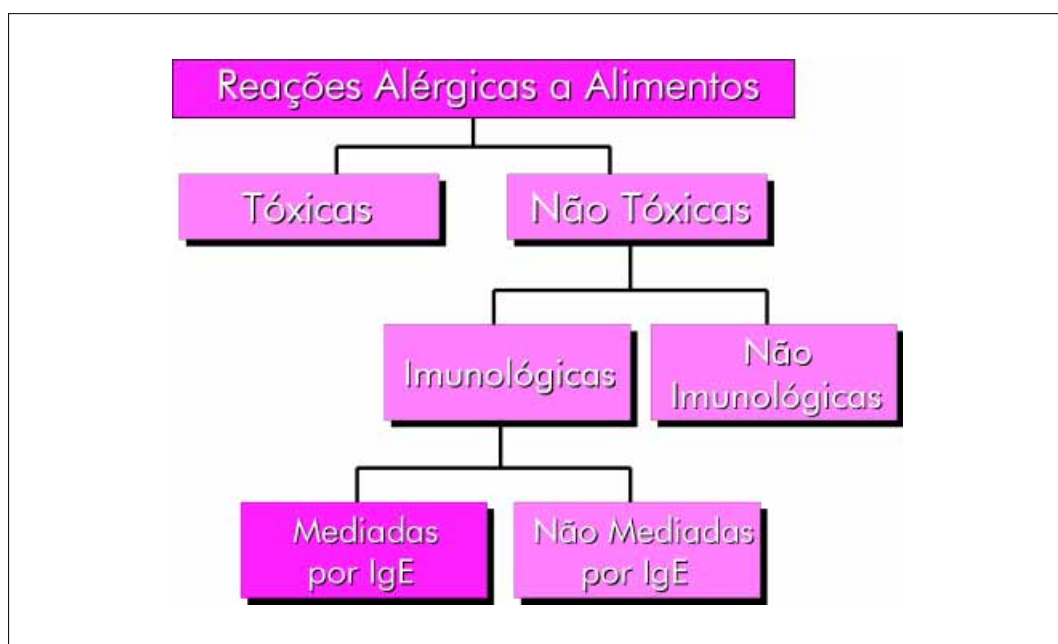 Reações Alérgicas a Alimentos
Tóxicas
Não Tóxicas
Imunológicas
Não
Imunológicas
Mediadas
por IgE
Não Mediadas
por IgE